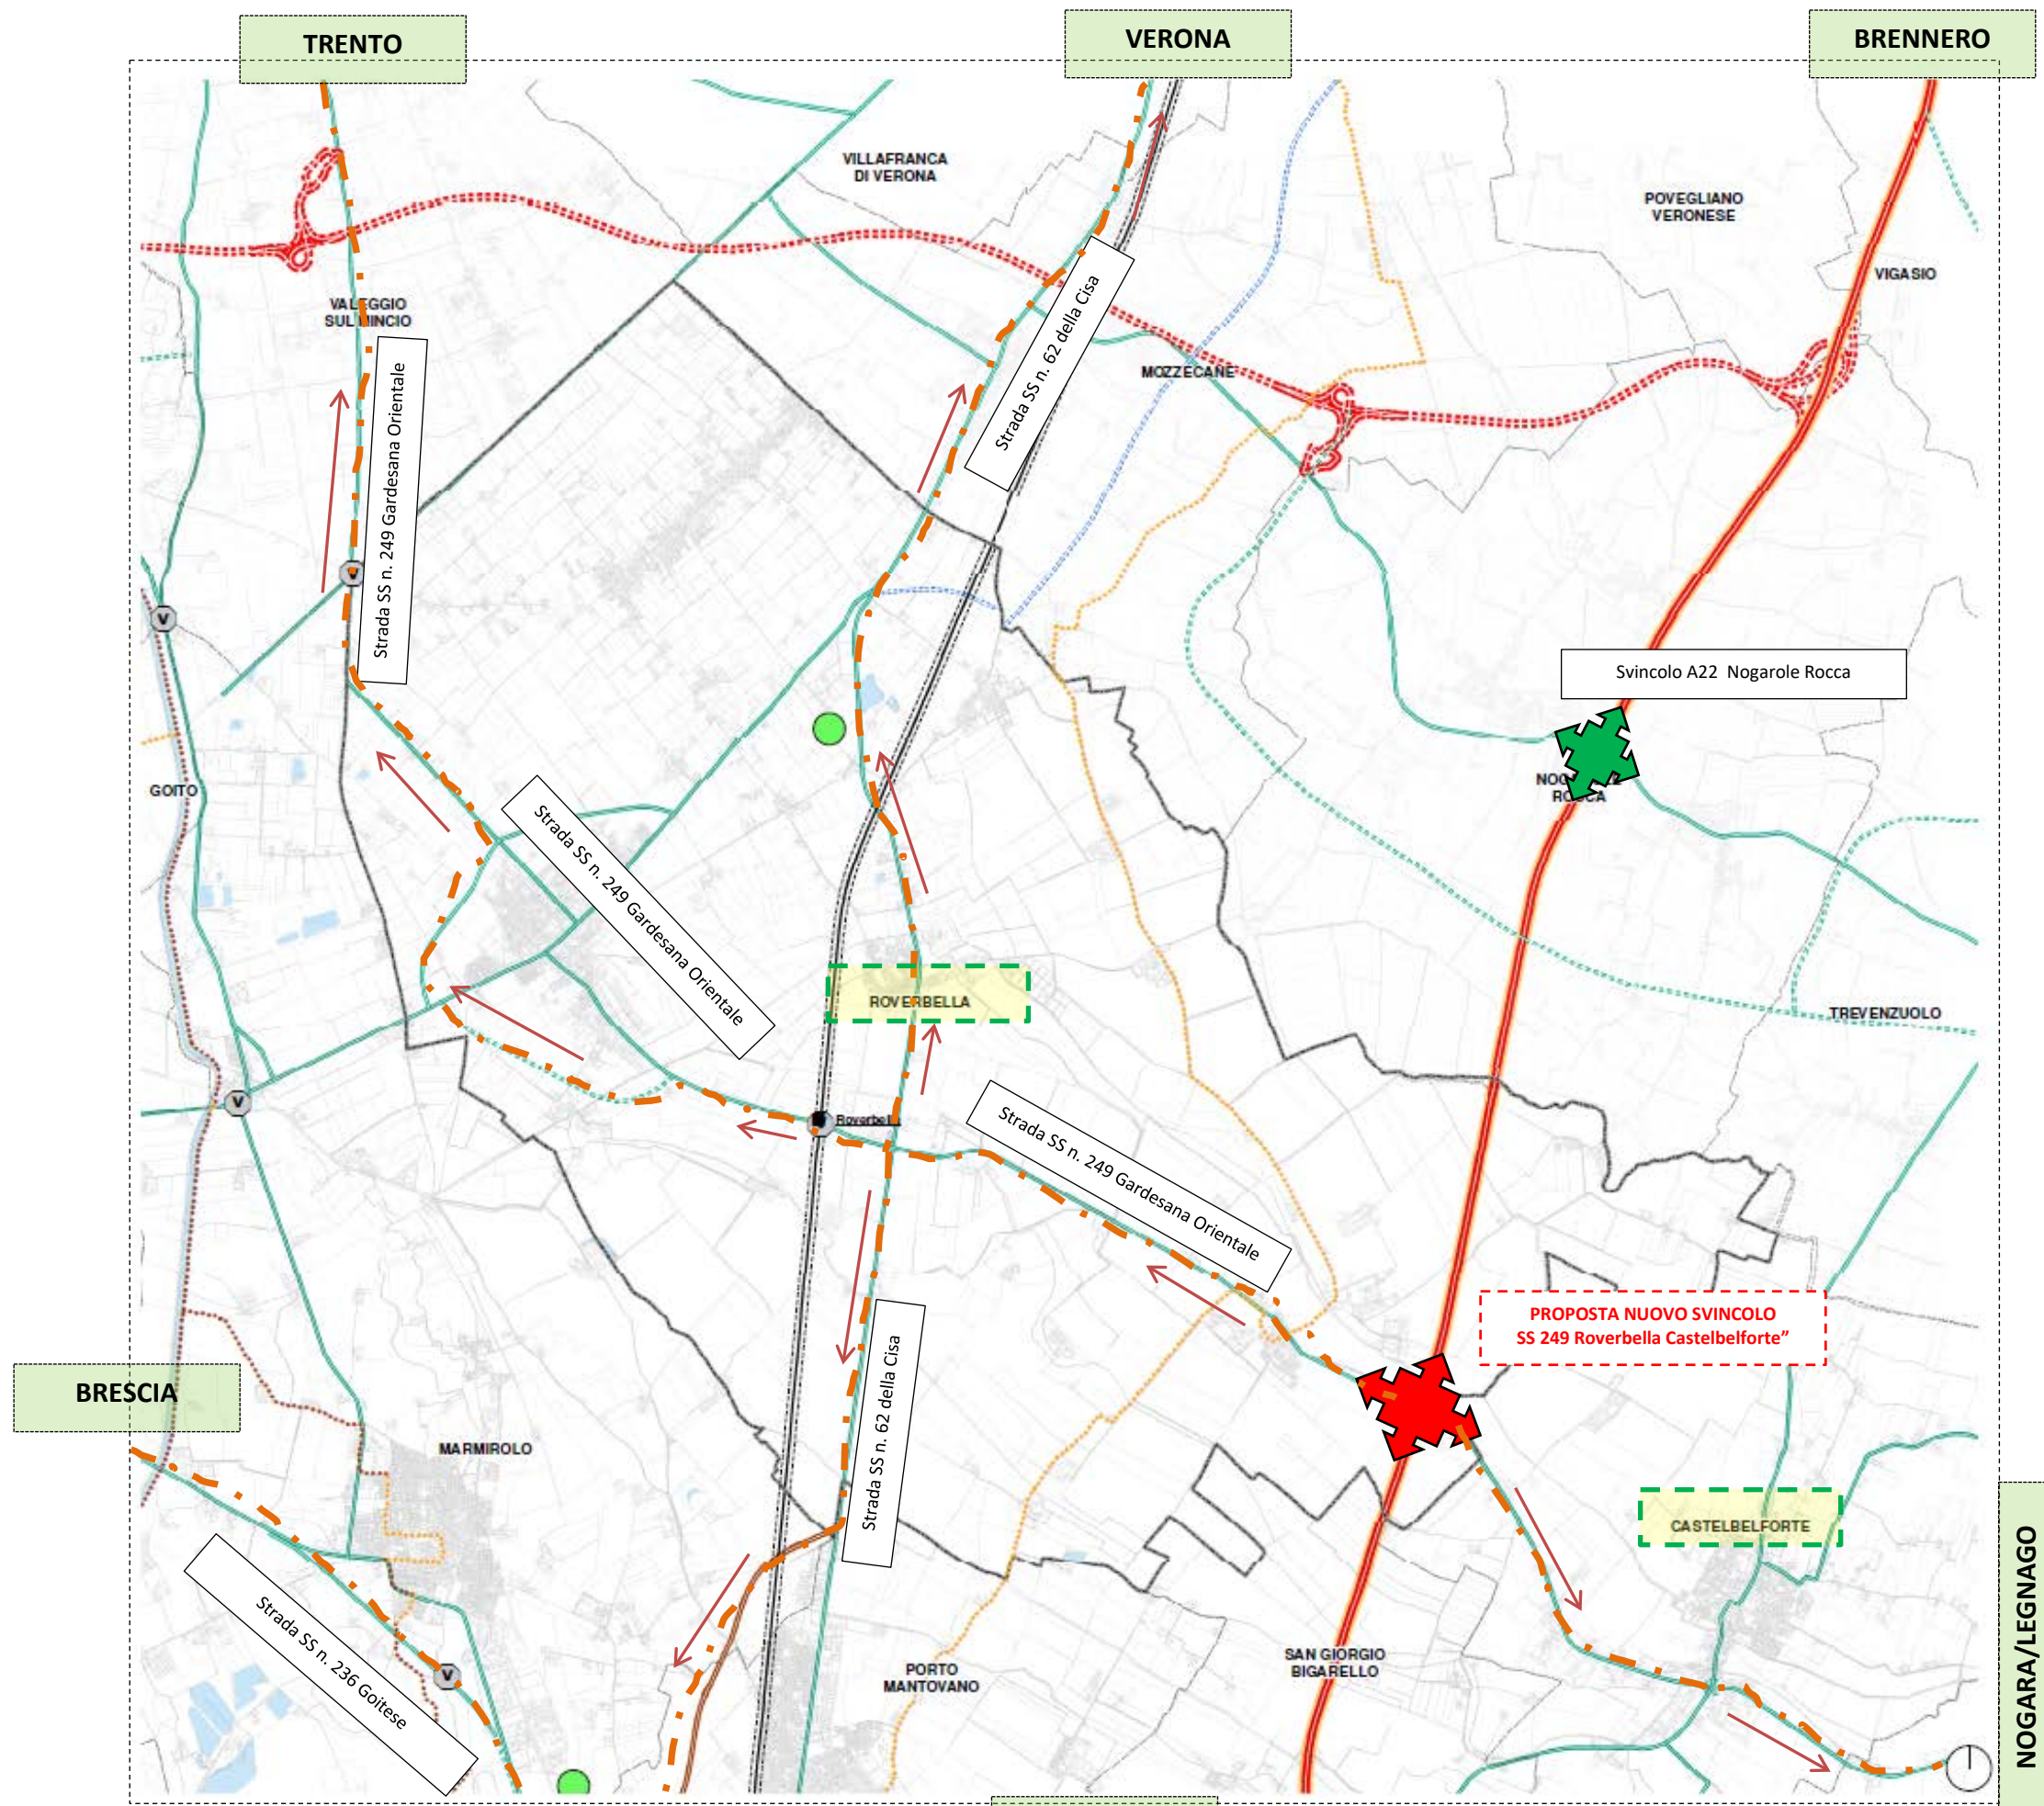 TRENTO
VERONA
BRENNERO
VILLAFRANCA
DI VERONA
POVEGLIANO
VERONESE
VIGASIO
VALEGGIO
SUL MINCIO
Strada SS n. 62 della Cisa
MOZZECANE
Strada SS n. 249 Gardesana Orientale
V
V
Svincolo A22 Nogarole Rocca
GOITO
ROCCA
Strada SS n. 249 Gardesana Orientale
ROVERBELLA
TREVENZUOLO
V
Roverbella
Strada SS n. 249 Gardesana Orientale
PROPOSTA NUOVO SVINCOLO
SS 249 Roverbella Castelbelforte”
BRESCIA
MARMIROLO
Strada SS n. 62 della Cisa
CASTELBELFORTE
NOGARA/LEGNAGO
Strada SS n. 236 Goitese
V
PORTO
MANTOVANO
SAN GIORGIO
BIGARELLO